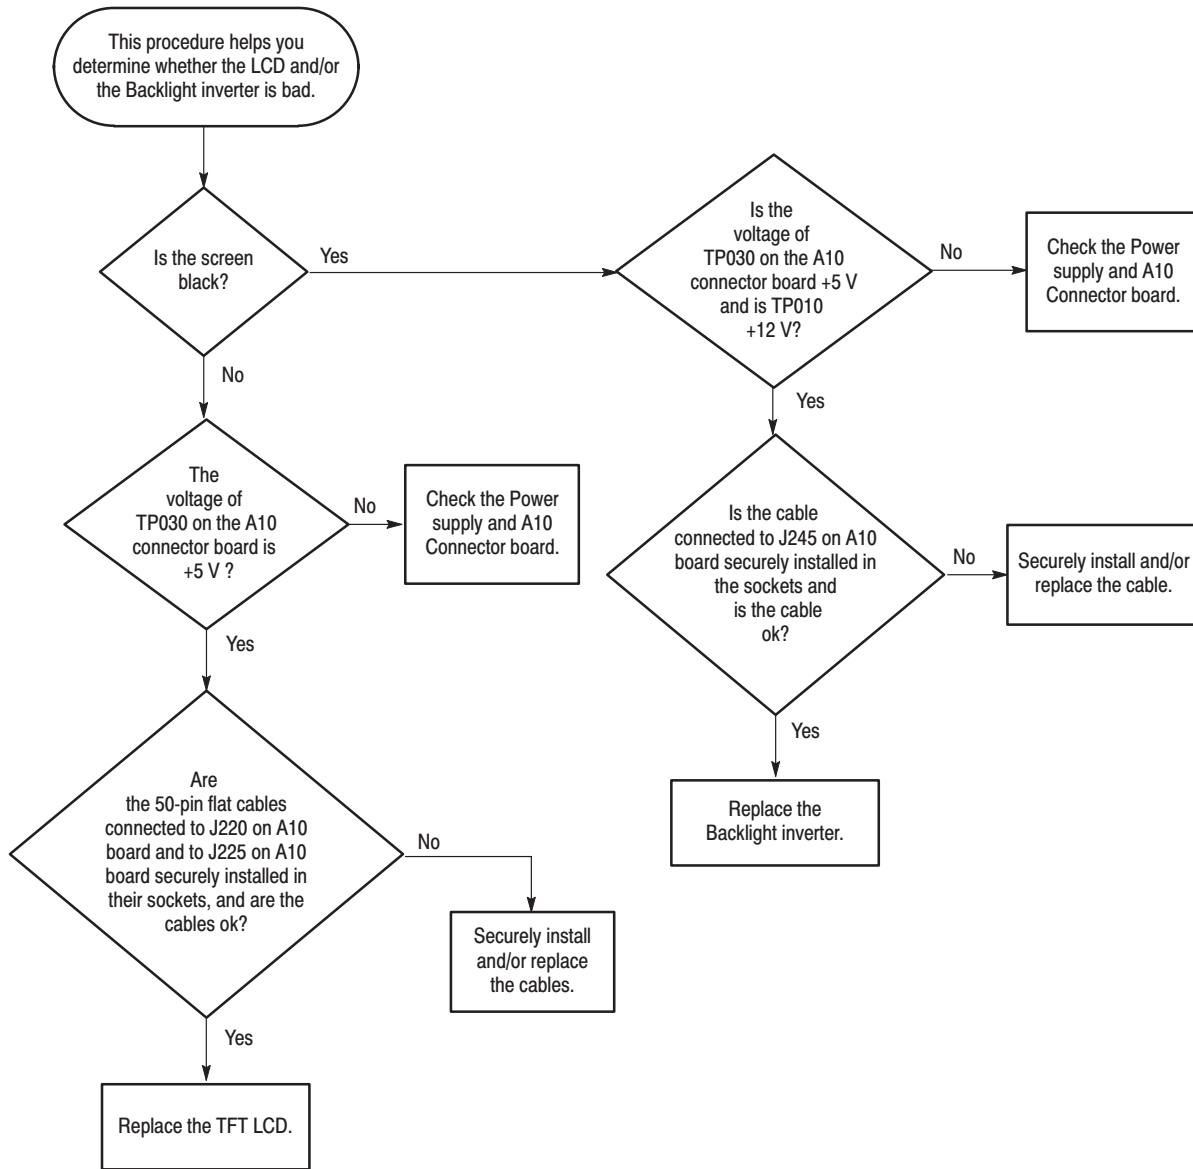 This procedure helps you
determine whether the LCD and/or
the Backlight inverter is bad.
Is the screen
black?
Yes
No
Is the
voltage of
TP030 on the A10
connector board +5 V
and is TP010
+12 V?
No
Check the Power
supply and A10
Connector board.
Yes
The
voltage of
TP030 on the A10
connector board is
+5 V ?
No
Check the Power
supply and A10
Connector board.
Yes
Is the cable
connected to J245 on A10
board securely installed in
the sockets and
is the cable
ok?
No
Securely install and/or
replace the cable.
Yes
Replace the
Backlight inverter.
Are
the 50-pin flat cables
connected to J220 on A10
board and to J225 on A10
board securely installed in
their sockets, and are the
cables ok?
No
Securely install
and/or replace
the cables.
Yes
Replace the TFT LCD.